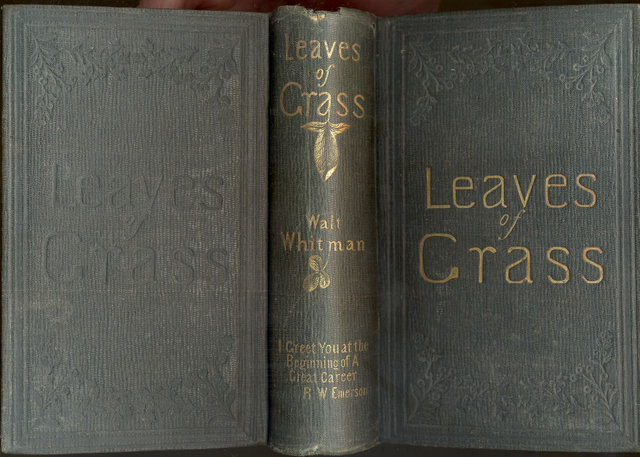 Leaves
of
Grass
Leaves
of
Grass
Walt
Whitman
I Greet You at the
Beginning of A
Great Career
R W Emerson
Leaves
of
Grass